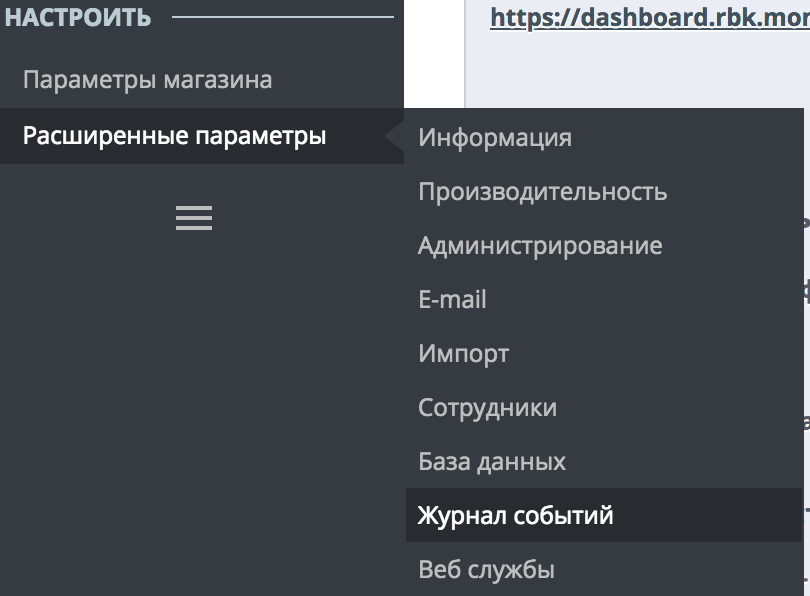 НАСТРОИТЬ
https://dashboard.rbk.mon
Параметры магазина
Расширенные параметры
Информация
Производительность
Администрирование
E-mail
Импорт
Сотрудники
База данных
Журнал событий
Веб службы